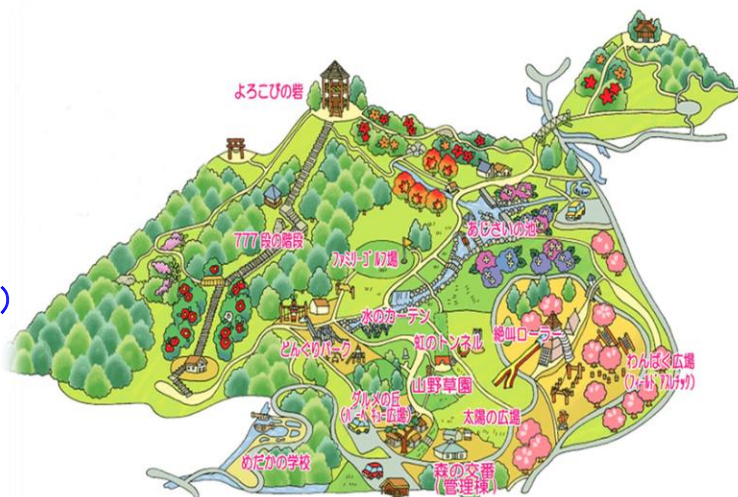 よろこびの砦
777段の階段
あじさいの池
ファミリーゴルフ場
)
水のカーテン
虹のトンネル
絶叫ローラー
どんぐりパーク
わんぱく広場
(フィールドアスレチック)
山野草園
グルメの丘
(バーベキュー広場)
太陽の広場
めだかの学校
森の交番
(管理棟)